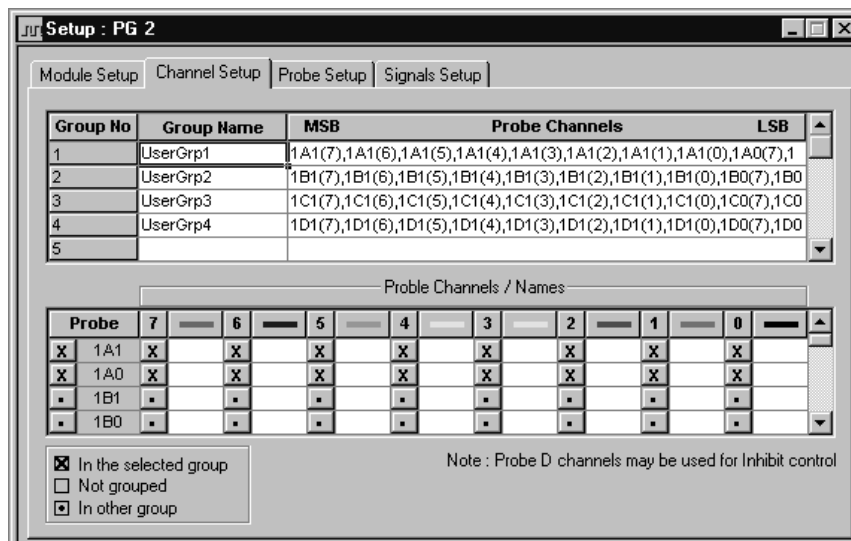 Setup : PG 2
Module Setup Channel Setup Probe Setup Signals Setup
Group No Group Name MSB Probe Channels LSB
1 UserGrp1 1A1(7),1A1(6),1A1(5),1A1(4),1A1(3),1A1(2),1A1(1),1A1(0),1A0(7),1
2 UserGrp2 1B1(7),1B1(6),1B1(5),1B1(4),1B1(3),1B1(2),1B1(1),1B1(0),1B0(7),1B0
3 UserGrp3 1C1(7),1C1(6),1C1(5),1C1(4),1C1(3),1C1(2),1C1(1),1C1(0),1C0(7),1C0
4 UserGrp4 1D1(7),1D1(6),1D1(5),1D1(4),1D1(3),1D1(2),1D1(1),1D1(0),1D0(7),1D0
5
Proble Channels / Names
Probe 7 6 5 4 3 2 1 0
X 1A1 X X X X X X X X
X 1A0 X X X X X X X X
1B1
1B0
In the selected group
Not grouped
In other group
Note : Probe D channels may be used for Inhibit control